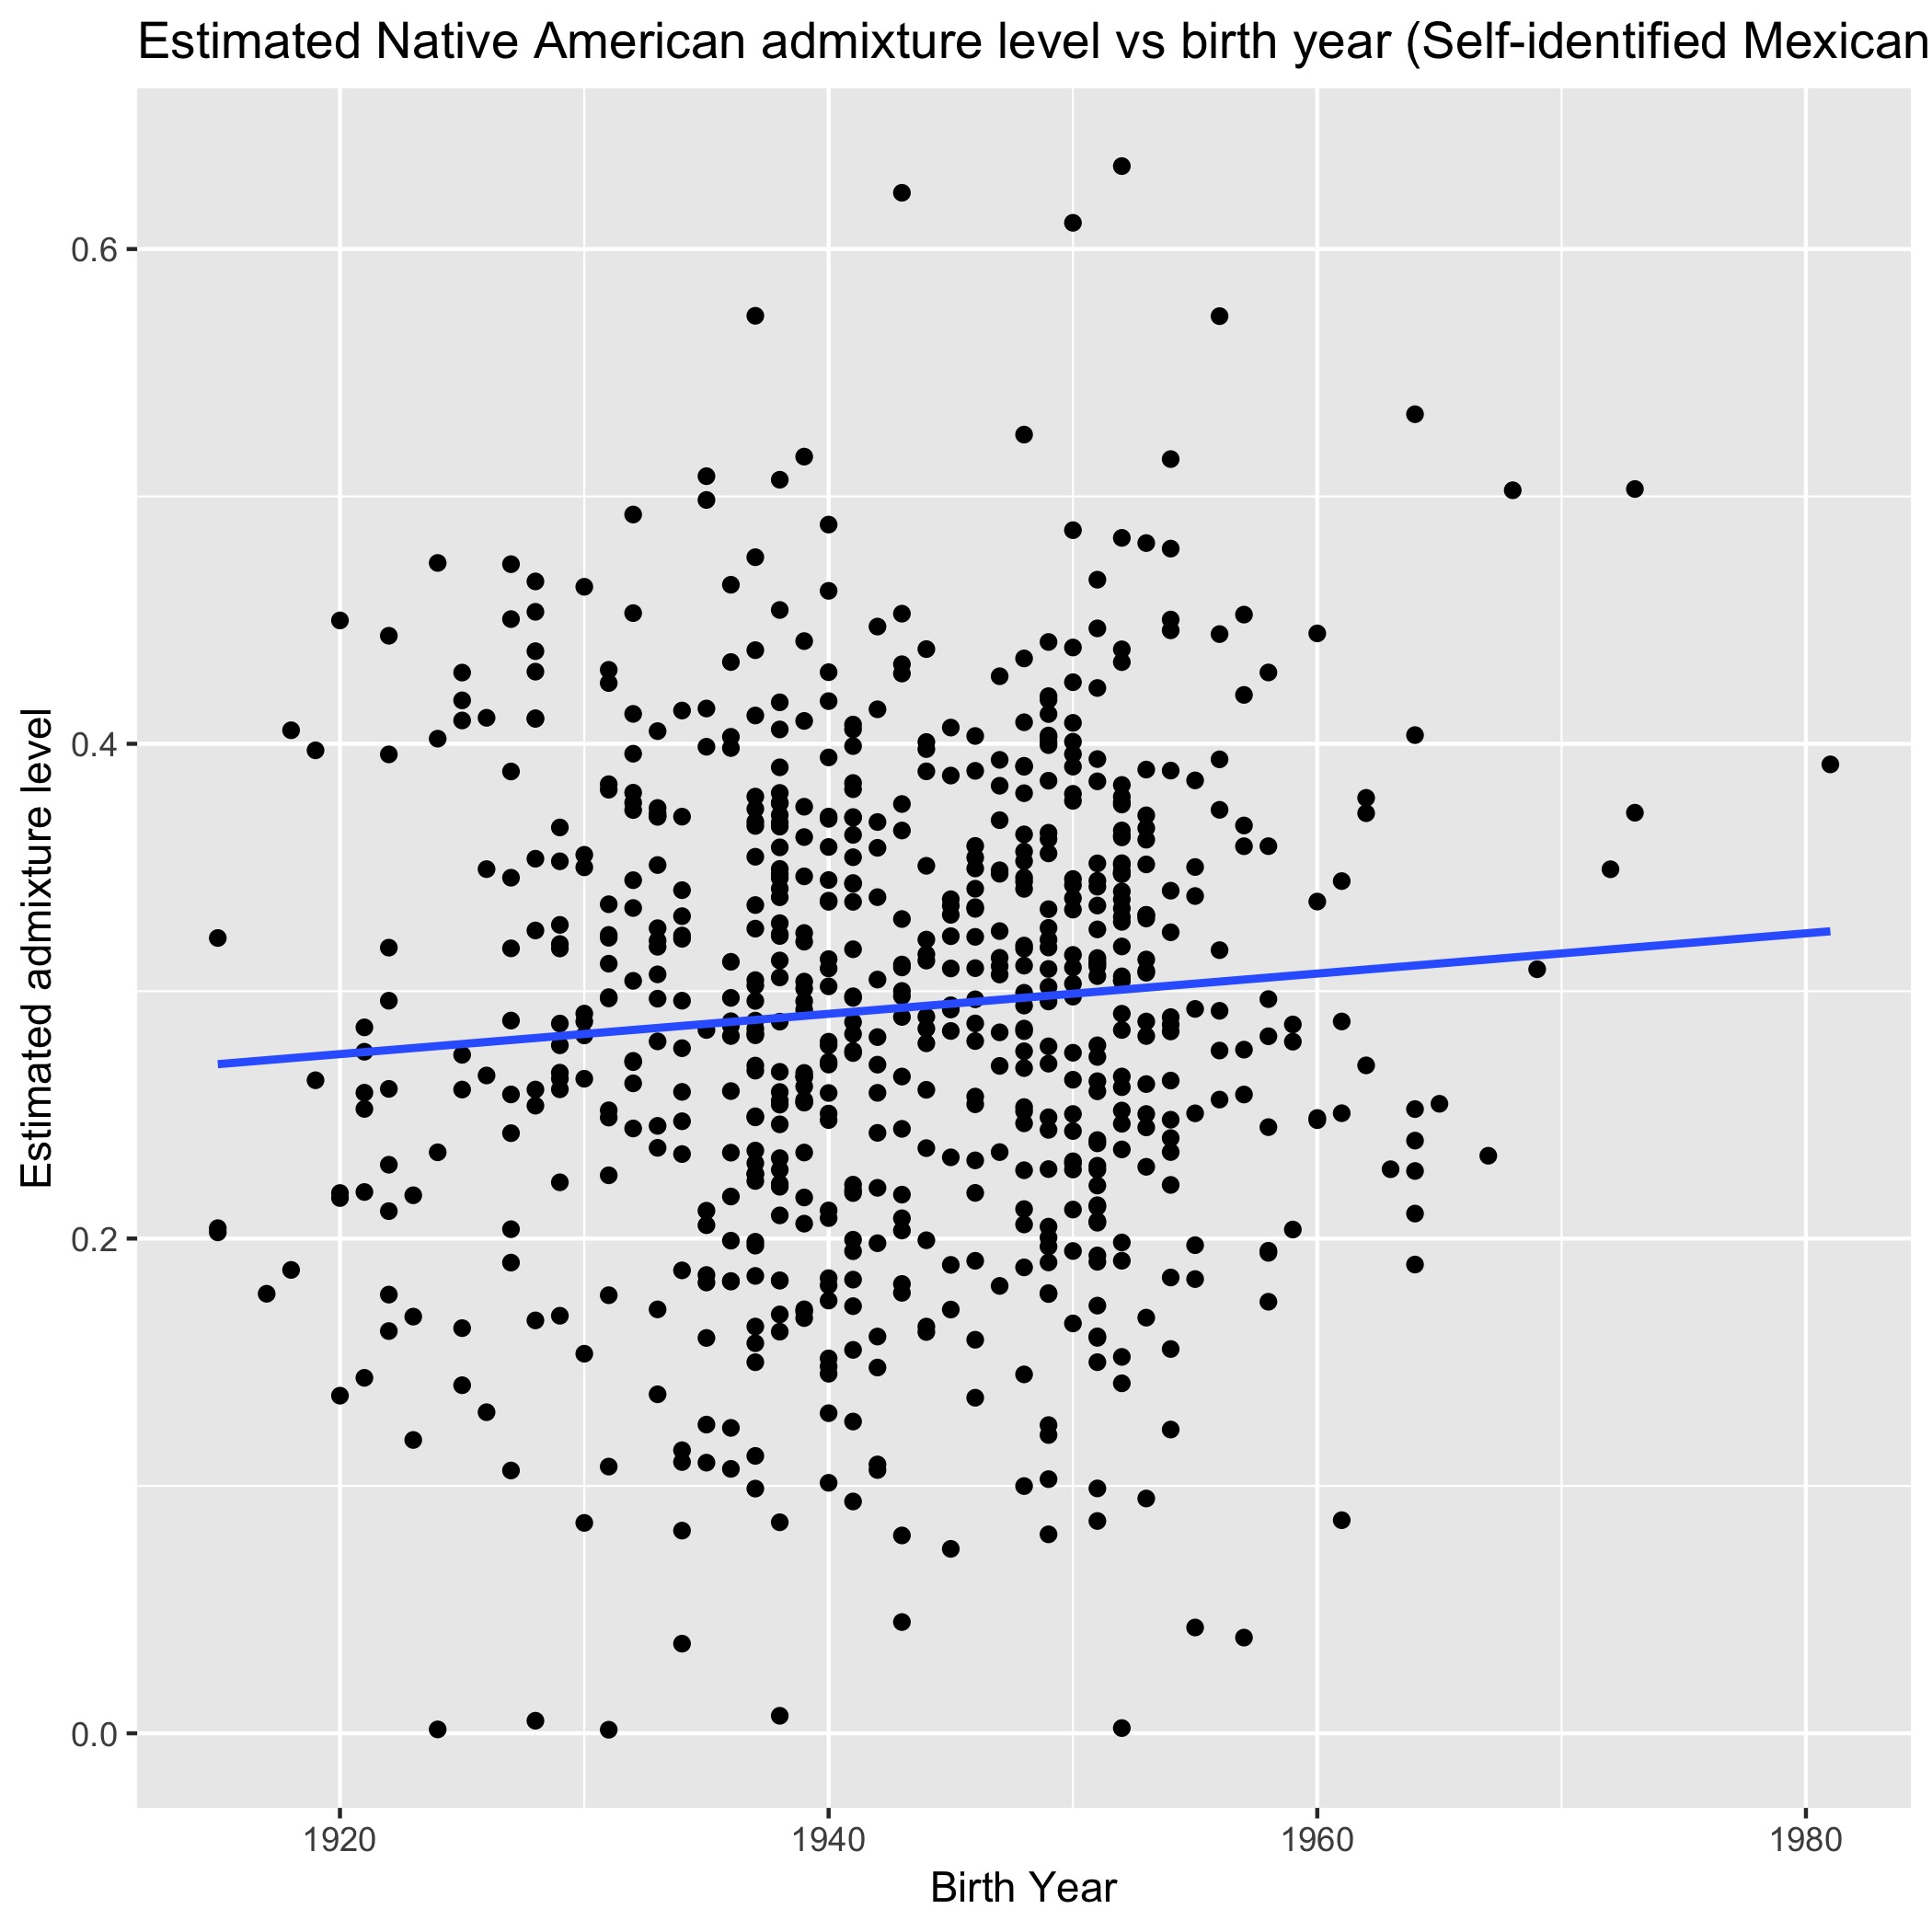 Estimated Native American admixture level vs birth year (Self-identified Mexican
Estimated admixture level
0.6
0.4
0.2
0.0
1920 1940 1960 1980
Birth Year